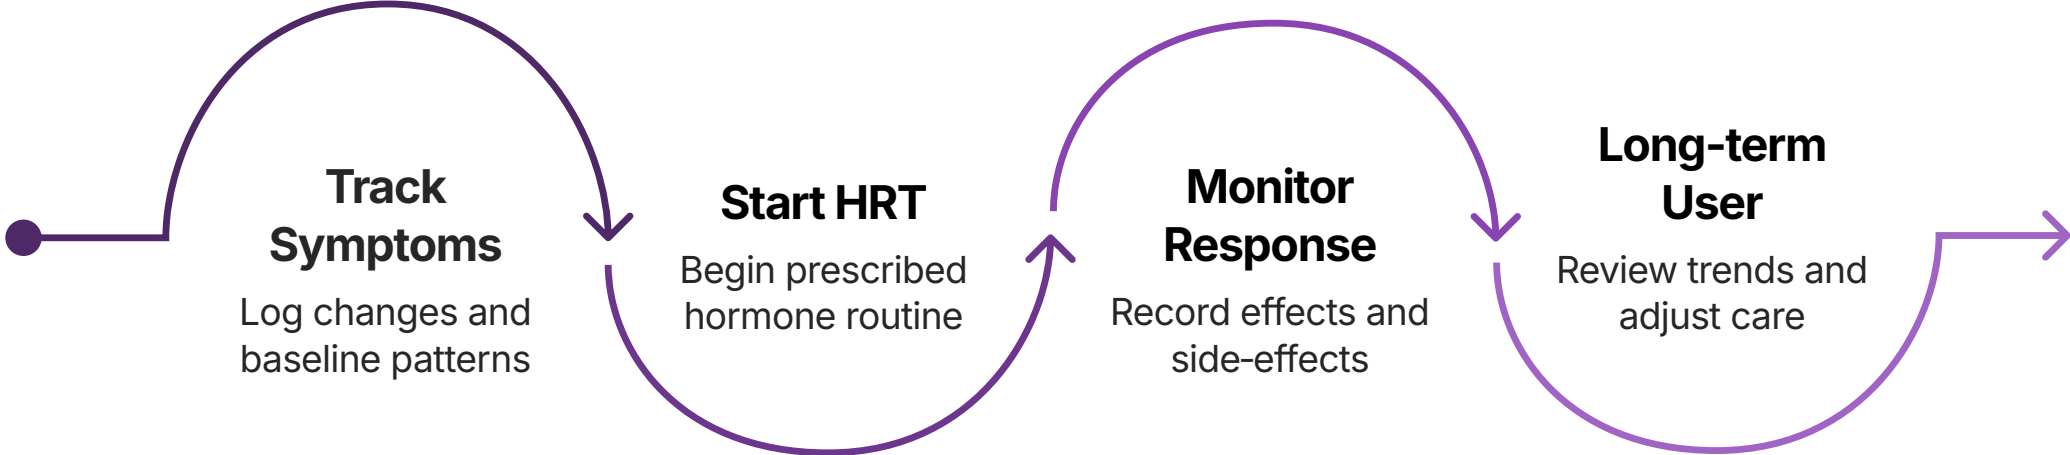 Track
Symptoms
Log changes and
baseline patterns
Start HRT
Begin prescribed
hormone routine
Monitor
Response
Record effects and
side-effects
Long-term
User
Review trends and
adjust care